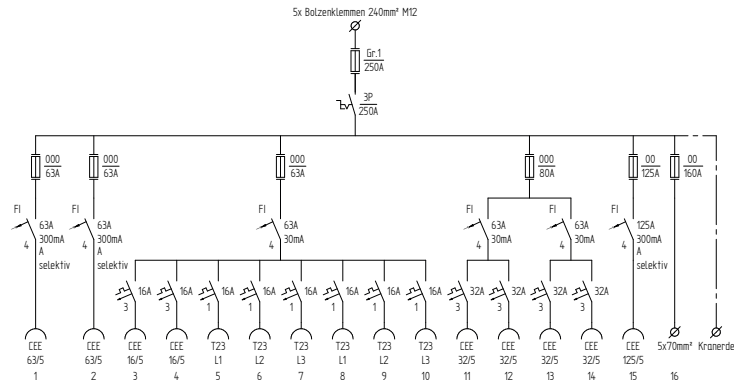 5x Bolzenklemmen 240mm² M12
Gr.1
250A
3P
250A
000
63A
000
63A
000
63A
000
80A
00
125A
00
160A
FI
63A
300mA
A
selektiv
4
FI
63A
300mA
A
selektiv
4
FI
63A
30mA
4
FI
63A
30mA
4
FI
63A
30mA
4
FI
125A
300mA
A
selektiv
4
16A
3
16A
3
16A
1
16A
1
16A
1
16A
1
16A
1
16A
1
32A
3
32A
3
32A
3
32A
3
CEE CEE CEE CEE T23 T23 T23 T23 T23 T23 CEE CEE CEE CEE CEE 5x70mm² Kranerde
63/5 63/5 16/5 16/5 L1 L2 L3 L1 L2 L3 32/5 32/5 32/5 32/5 125/5
1 2 3 4 5 6 7 8 9 10 11 12 13 14 15 16